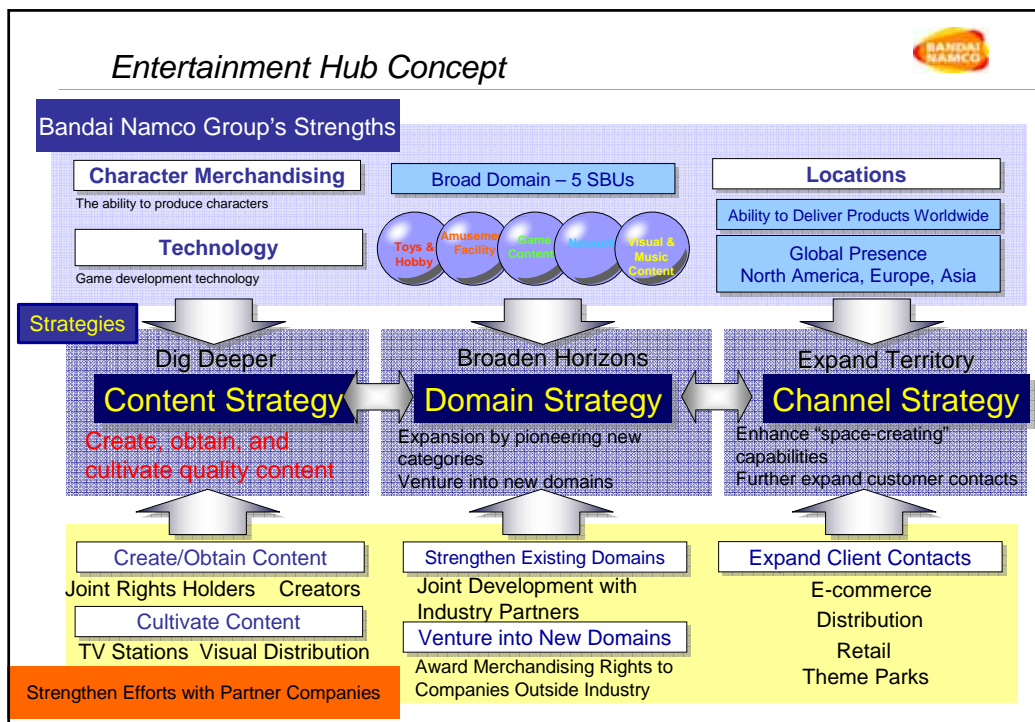 Entertainment Hub Concept
BANDAI
NAMCO
Bandai Namco Group's Strengths
Character Merchandising
The ability to produce characters
Technology
Game development technology
Broad Domain – 5 SBUs
Toys &
Hobby
Amuseme
Facility
Game
Content
Network
Visual &
Music
Content
Locations
Ability to Deliver Products Worldwide
Global Presence
North America, Europe, Asia
Strategies
Dig Deeper
Content Strategy
Create, obtain, and
cultivate quality content
Broaden Horizons
Domain Strategy
Expansion by pioneering new
categories
Venture into new domains
Expand Territory
Channel Strategy
Enhance “space-creating”
capabilities
Further expand customer contacts
Create/Obtain Content
Joint Rights Holders Creators
Cultivate Content
TV Stations Visual Distribution
Strengthen Existing Domains
Joint Development with
Industry Partners
Venture into New Domains
Award Merchandising Rights to
Companies Outside Industry
Expand Client Contacts
E-commerce
Distribution
Retail
Theme Parks
Strengthen Efforts with Partner Companies